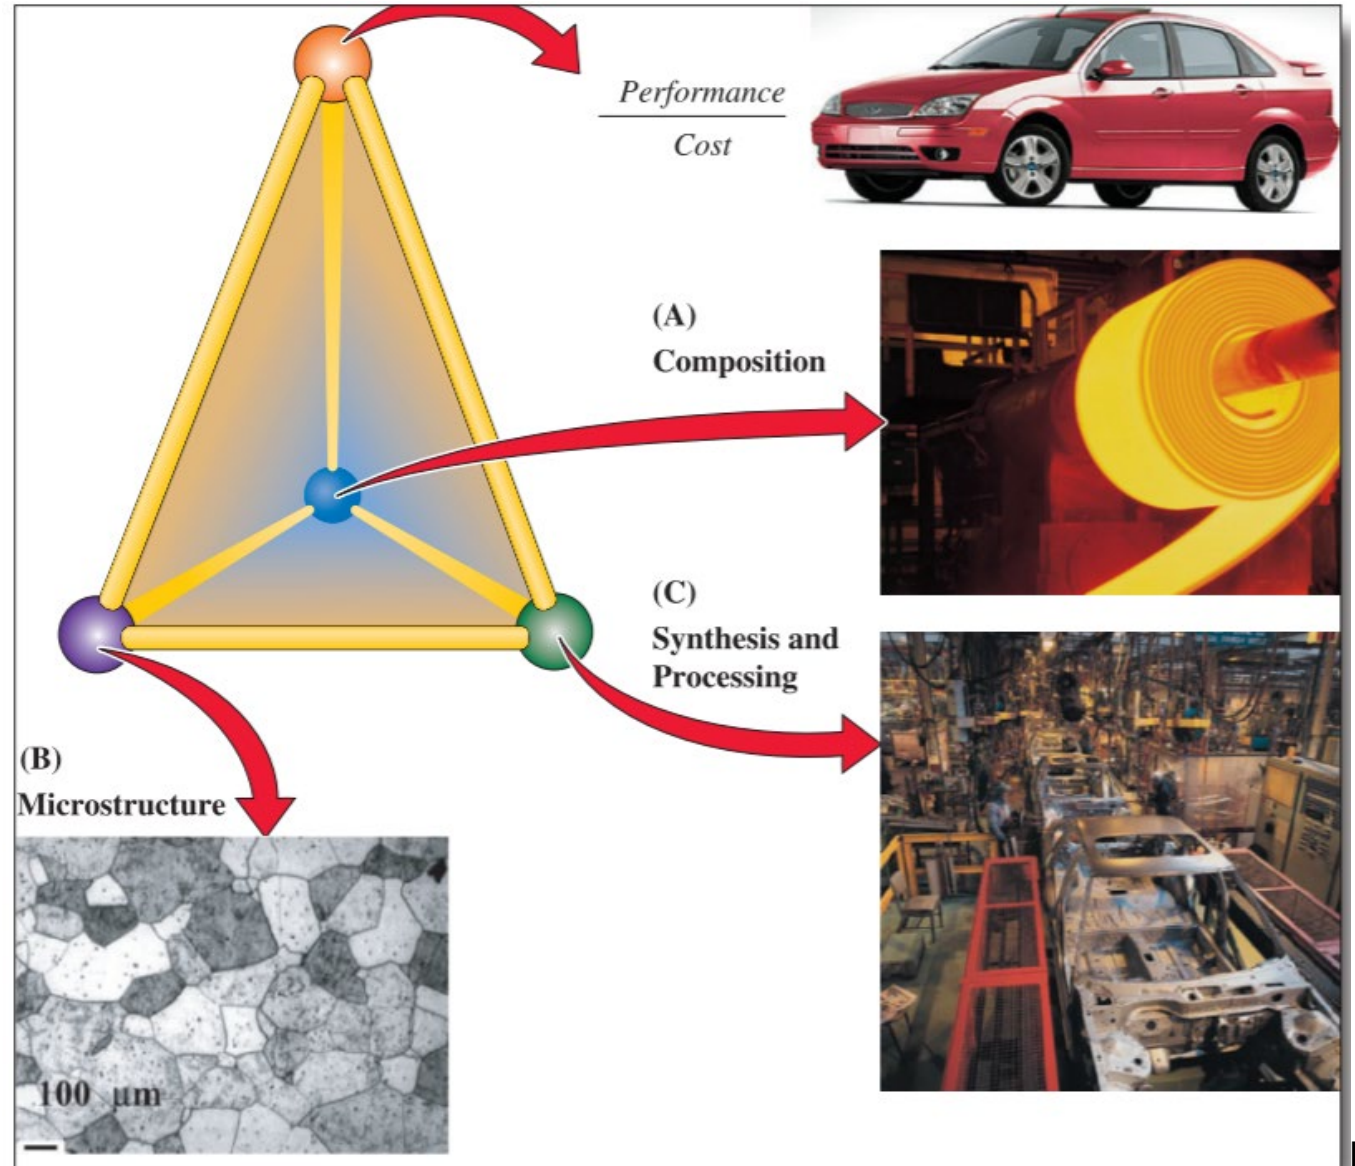 Performance
Cost
(A)
Composition
(C)
Synthesis and
Processing
(B)
Microstructure
100 μm